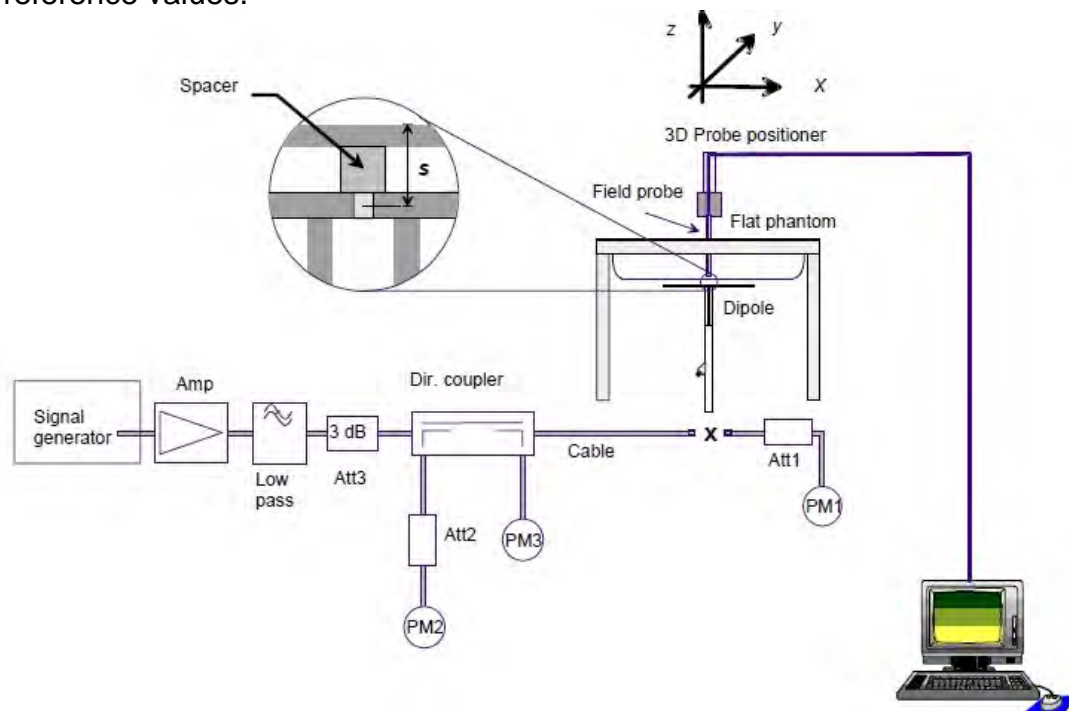 reference values.
z
y
X
Spacer
3D Probe positioner
s
Field probe
Flat phantom
Dipole
Dir. coupler
Amp
Signal
generator
3 dB
x
Cable
Att1
Low
pass
Att3
Att2
PM3
PM1
PM2